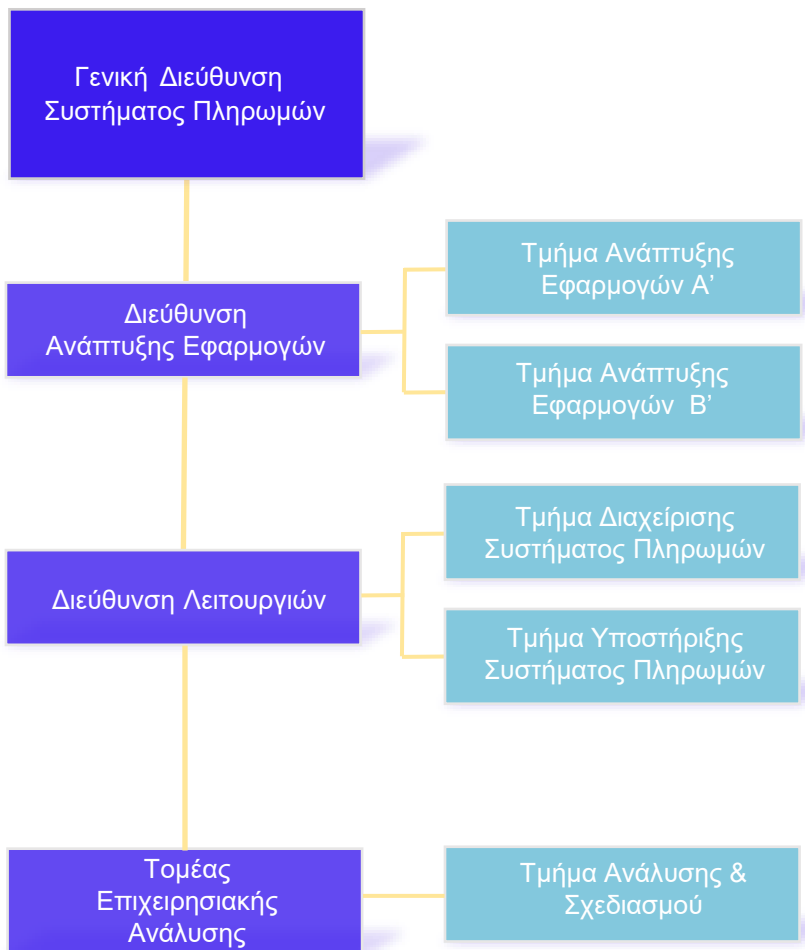 Γενική Διεύθυνση
Συστήματος Πληρωμών
Διεύθυνση
Ανάπτυξης Εφαρμογών
Τμήμα Ανάπτυξης
Εφαρμογών Α’
Τμήμα Ανάπτυξης
Εφαρμογών Β’
Διεύθυνση Λειτουργιών
Τμήμα Διαχείρισης
Συστήματος Πληρωμών
Τμήμα Υποστήριξης
Συστήματος Πληρωμών
Τομέας
Επιχειρησιακής
Ανάλυσης
Τμήμα Ανάλυσης &
Σχεδιασμού